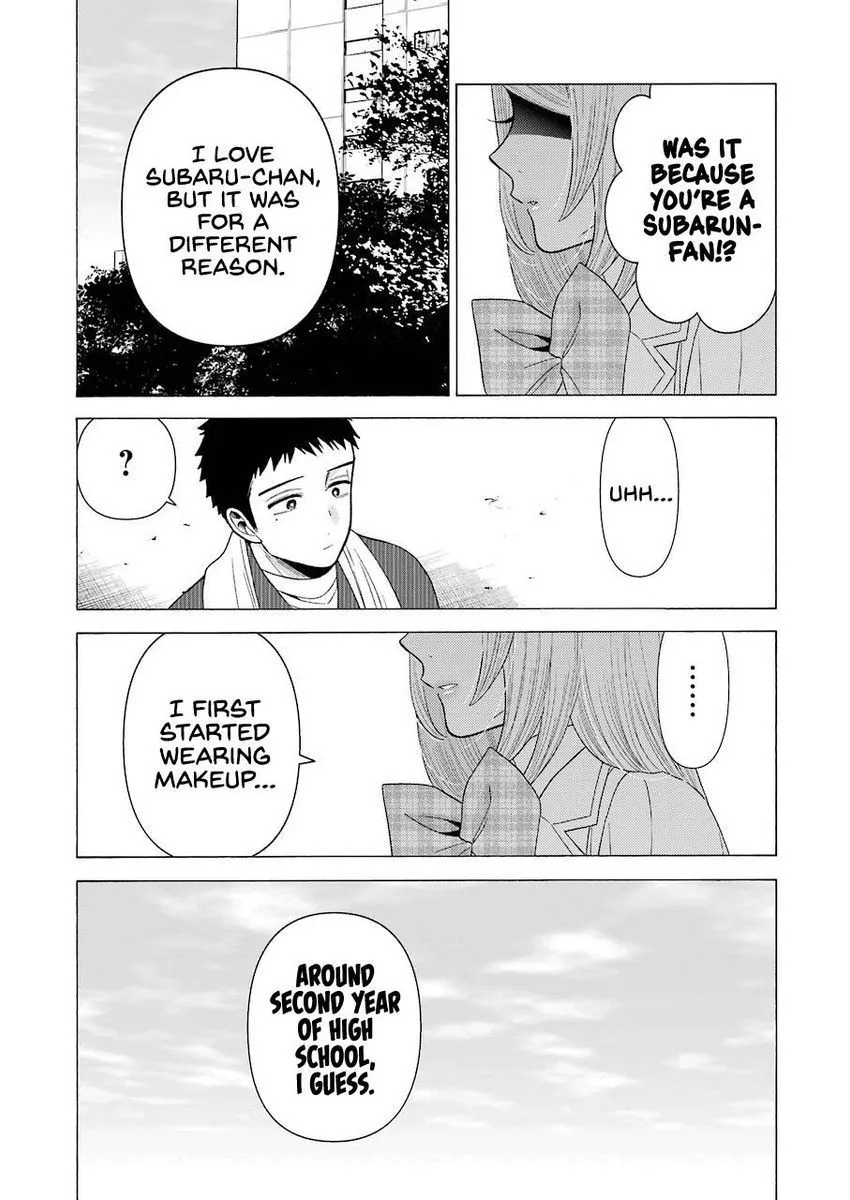 WAS IT
BECAUSE
YOU'RE A
SUBARUN-
FAN!?
I LOVE
SUBARU-CHAN,
BUT IT WAS
FOR A
DIFFERENT
REASON.
UHH...
?
......
I FIRST
STARTED
WEARING
MAKEUP...
AROUND
SECOND YEAR
OF HIGH
SCHOOL,
I GUESS.